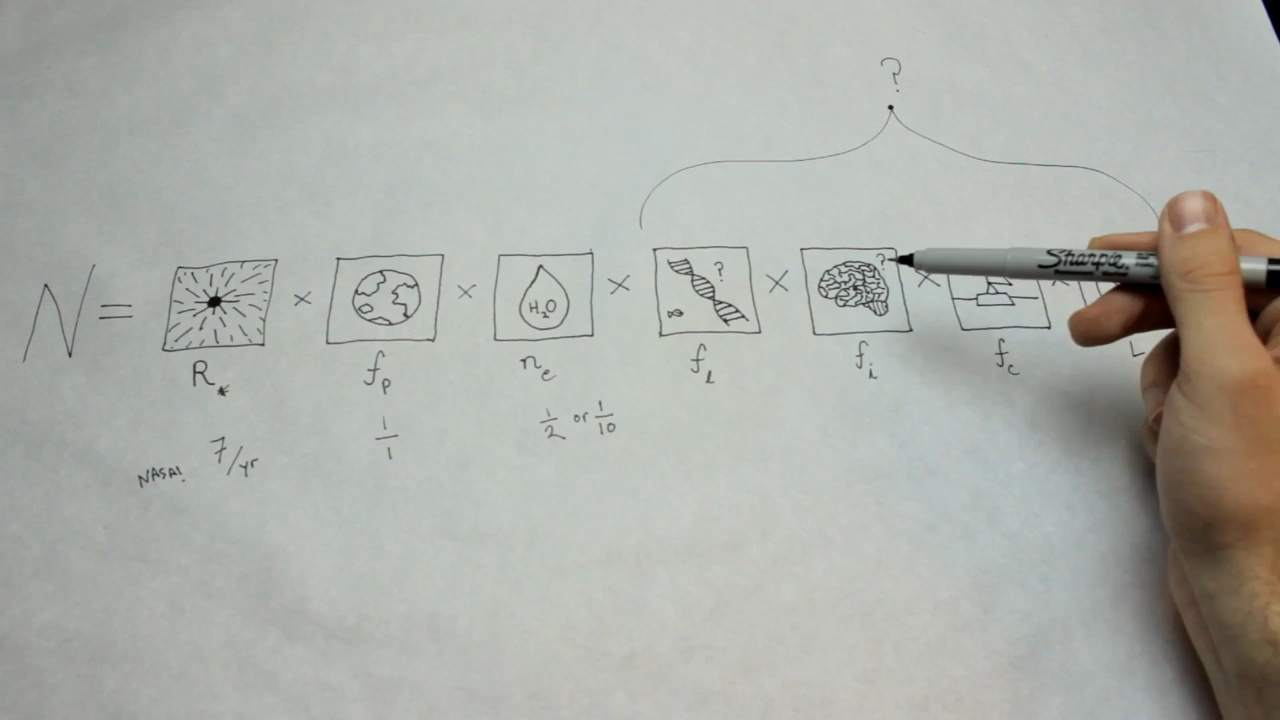 ?
N = × × H₂O × ? × ? × ×
Sharpie
R* fp ne fl fi fc L
7/yr 1/1 1/2 or 1/10
NASA!